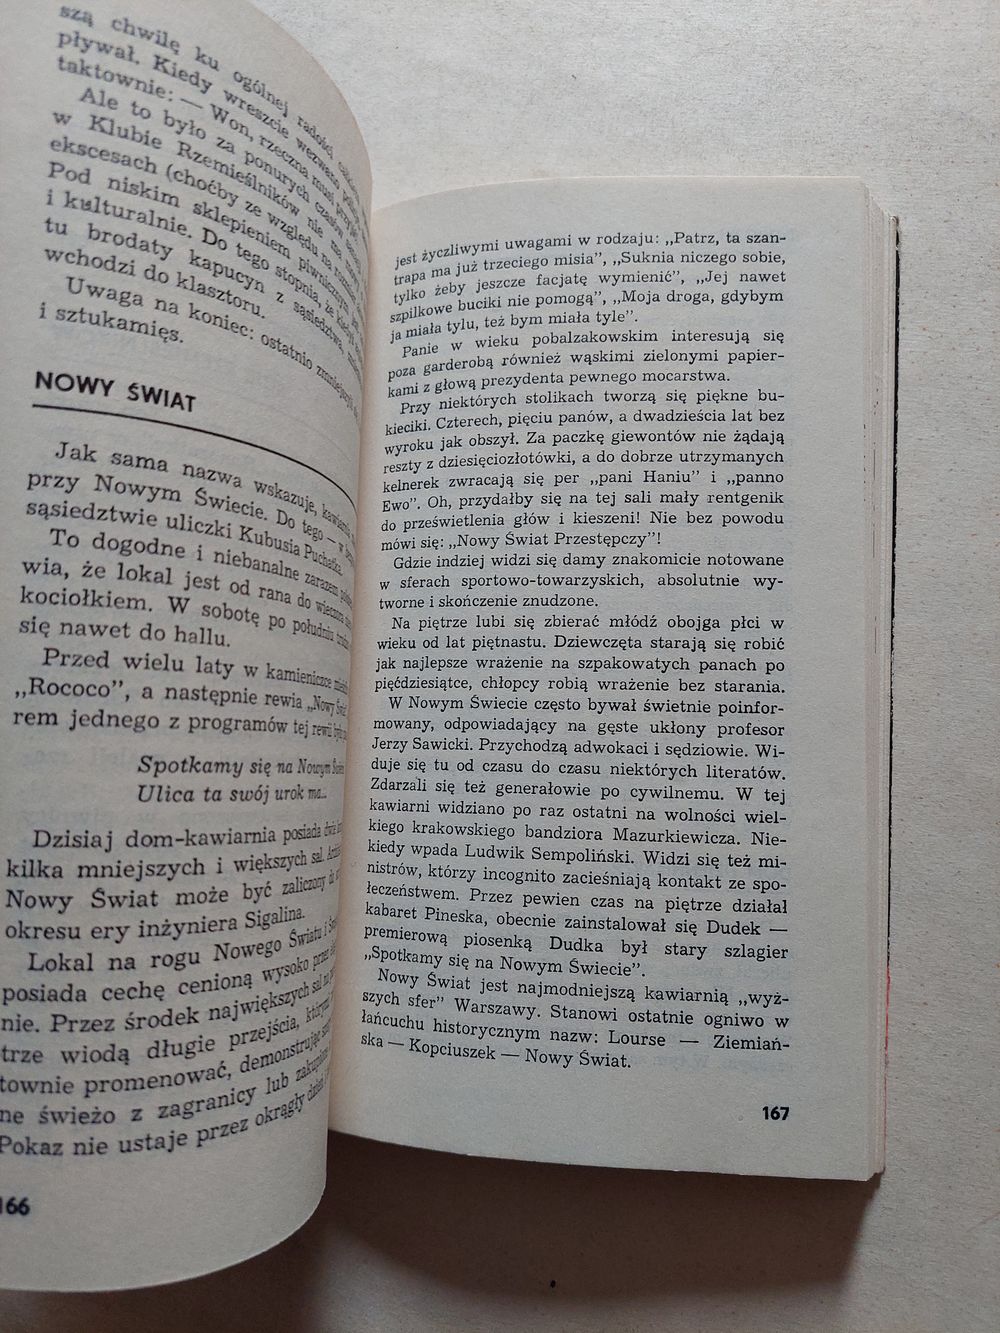 szą chwilę ku ogólnej radości
pływał. Kiedy wreszcie wezwano
taktownie: — Won, rzeczna musi
Ale to było za ponurych czasów
w Klubie Rzemieślników nie ma
ekscesach (choćby ze względu na
Pod niskim sklepieniem piwnicznym
i kulturalnie. Do tego stopnia, że kiedyś
tu brodaty kapucyn z sąsiedztwa,
wchodzi do klasztoru.
Uwaga na koniec: ostatnio
i sztukamięs.
NOWY ŚWIAT
Jak sama nazwa wskazuje, kawiarnia
przy Nowym Świecie. Do tego — w
sąsiedztwie uliczki Kubusia Puchatka.
To dogodne i niebanalne zarazem
wia, że lokal jest od rana do wieczora
kociołkiem. W sobotę po południu
się nawet do hallu.
Przed wielu laty w kamieniczce
„Rococo”, a następnie rewia „Nowy
rem jednego z programów tej rewii
Spotkamy się na Nowym
Ulica ta swój urok ma...
Dzisiaj dom-kawiarnia posiada
kilka mniejszych i większych sal.
Nowy Świat może być zaliczony
okresu ery inżyniera Sigalina.
Lokal na rogu Nowego Światu i
posiada cechę cenioną wysoko przez
nie. Przez środek największych sal na
trze wiodą długie przejścia,
townie promenować, demonstrując
ne świeżo z zagranicy lub
Pokaz nie ustaje przez okrągły dzień i
166
jest życzliwymi uwagami w rodzaju: „Patrz, ta szan-
trapa ma już trzeciego misia”, „Suknia niczego sobie,
tylko żeby jeszcze facjatę wymienić”, „Jej nawet
szpilkowe buciki nie pomogą”, „Moja droga, gdybym
ja miała tylu, też bym miała tyle”.
Panie w wieku pobalzakowskim interesują się
poza garderobą również wąskimi zielonymi papier-
kami z głową prezydenta pewnego mocarstwa.
Przy niektórych stolikach tworzą się piękne bu-
kieciki. Czterech, pięciu panów, a dwadzieścia lat bez
wyroku jak obszył. Za paczkę giewontów nie żądają
reszty z dziesięciozłotówki, a do dobrze utrzymanych
kelnerek zwracają się per „pani Haniu” i „panno
Ewo”. Oh, przydałby się na tej sali mały rentgenik
do prześwietlenia głów i kieszeni! Nie bez powodu
mówi się: „Nowy Świat Przestępczy”!
Gdzie indziej widzi się damy znakomicie notowane
w sferach sportowo-towarzyskich, absolutnie wy-
tworne i skończenie znudzone.
Na piętrze lubi się zbierać młódź obojga płci w
wieku od lat piętnastu. Dziewczęta starają się robić
jak najlepsze wrażenie na szpakowatych panach po
pięćdziesiątce, chłopcy robią wrażenie bez starania.
W Nowym Świecie często bywał świetnie poinfor-
mowany, odpowiadający na gęste ukłony profesor
Jerzy Sawicki. Przychodzą adwokaci i sędziowie. Wi-
duje się tu od czasu do czasu niektórych literatów.
Zdarzali się też generałowie po cywilnemu. W tej
kawiarni widziano po raz ostatni na wolności wiel-
kiego krakowskiego bandziora Mazurkiewicza. Nie-
kiedy wpada Ludwik Sempoliński. Widzi się też mi-
nistrów, którzy incognito zacieśniają kontakt ze spo-
łeczeństwem. Przez pewien czas na piętrze działał
kabaret Pineska, obecnie zainstalował się Dudek —
premierową piosenką Dudka był stary szlagier
„Spotkamy się na Nowym Świecie”.
Nowy Świat jest najmodniejszą kawiarnią „wyż-
szych sfer” Warszawy. Stanowi ostatnie ogniwo w
łańcuchu historycznym nazw: Lourse — Ziemiań-
ska — Kopciuszek — Nowy Świat.
167